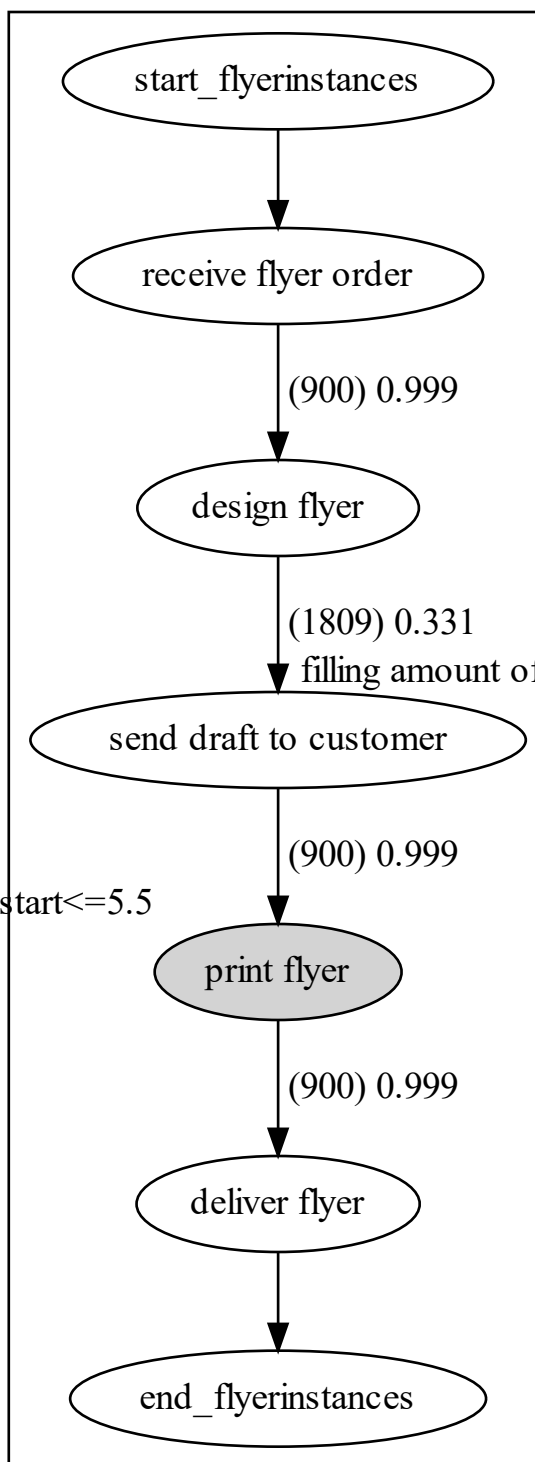 start_flyerinstances
receive flyer order
(900) 0.999
design flyer
(1809) 0.331
filling amount of
send draft to customer
(900) 0.999
start<=5.5
print flyer
(900) 0.999
deliver flyer
end_flyerinstances